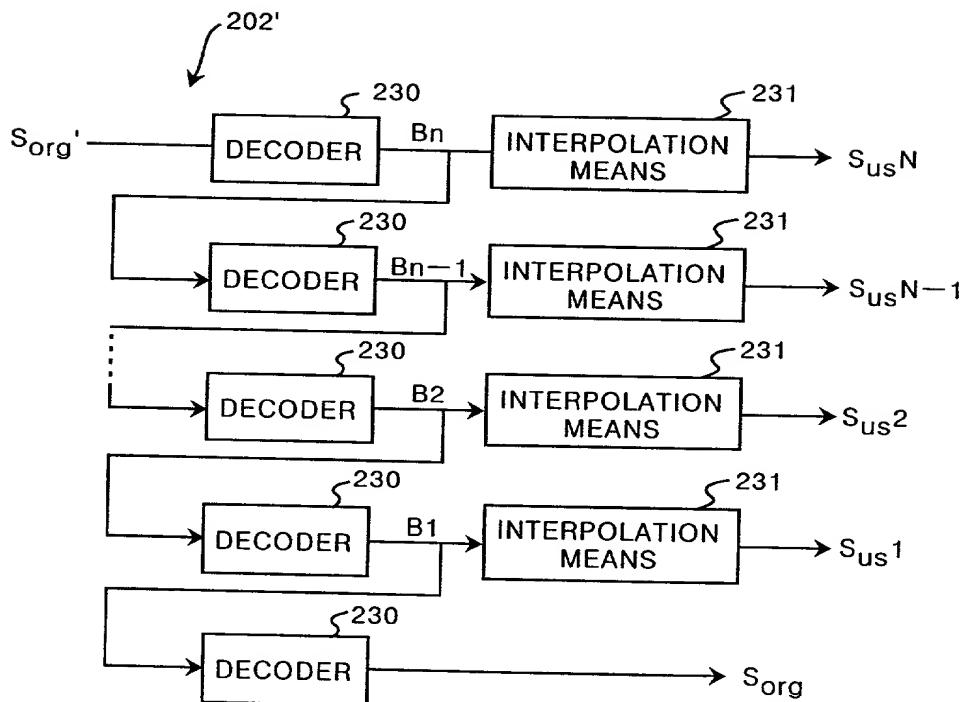 202'
230
231
Sorg'
DECODER
Bn
INTERPOLATION
MEANS
SusN
230
231
DECODER
Bn-1
INTERPOLATION
MEANS
SusN-1
230
231
DECODER
B2
INTERPOLATION
MEANS
Sus2
230
231
DECODER
B1
INTERPOLATION
MEANS
Sus1
230
DECODER
Sorg